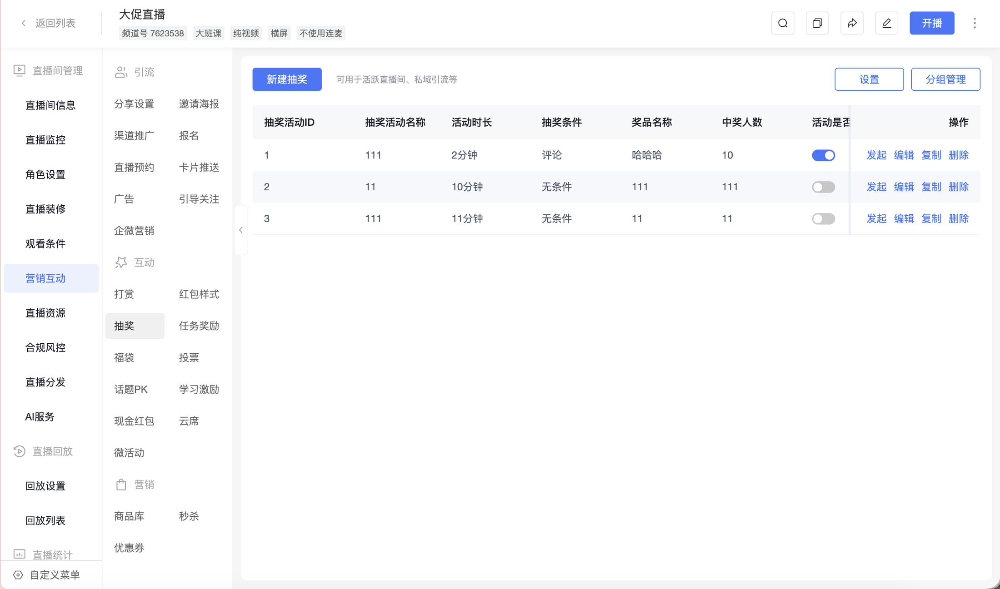 返回列表
大促直播
频道号 7623538 大班课 纯视频 横屏 不使用连麦
开播
直播间管理
直播间信息
直播监控
角色设置
直播装修
观看条件
营销互动
直播资源
合规风控
直播分发
AI服务
直播回放
回放设置
回放列表
直播统计
自定义菜单
引流
分享设置 邀请海报
渠道推广 报名
直播预约 卡片推送
广告 引导关注
企微营销
互动
打赏 红包样式
抽奖 任务奖励
福袋 投票
话题PK 学习激励
现金红包 云席
微活动
营销
商品库 秒杀
优惠券
新建抽奖 可用于活跃直播间、私域引流等 设置 分组管理
抽奖活动ID 抽奖活动名称 活动时长 抽奖条件 奖品名称 中奖人数 活动是否 操作
1 111 2分钟 评论 哈哈哈 10 发起 编辑 复制 删除
2 11 10分钟 无条件 111 111 发起 编辑 复制 删除
3 111 11分钟 无条件 11 11 发起 编辑 复制 删除